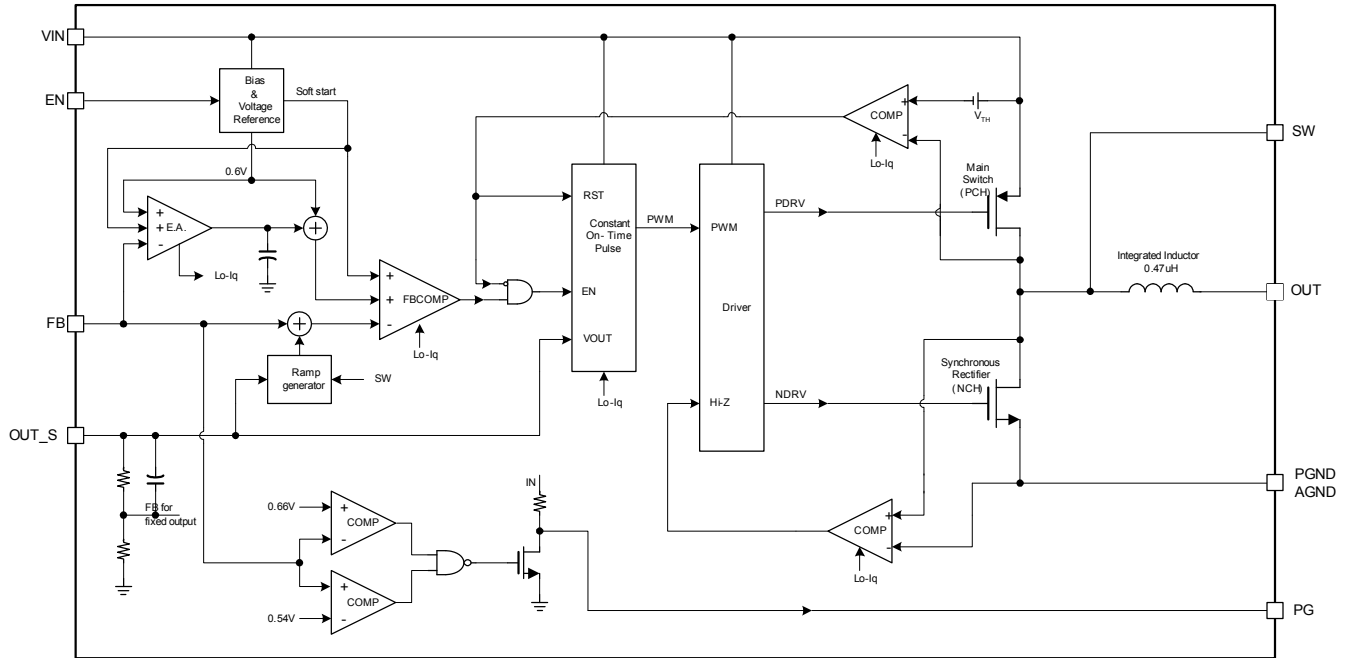 VIN
EN
Bias
&
Voltage
Reference
Soft start
0.6V
+
+
-
E.A.
Lo-Iq
+
+
+
-
FBCOMP
Lo-Iq
FB
+
Ramp
generator
SW
OUT_S
FB for
fixed output
0.66V
+
-
COMP
+
-
COMP
0.54V
IN
RST
Constant
On- Time
Pulse
EN
VOUT
Lo-Iq
PWM
PWM
Driver
Hi-Z
PDRV
NDRV
+
-
COMP
Lo-Iq
VTH
Main
Switch
(PCH)
Synchronous
Rectifier
(NCH)
+
-
COMP
Lo-Iq
Integrated Inductor
0.47uH
SW
OUT
PGND
AGND
PG